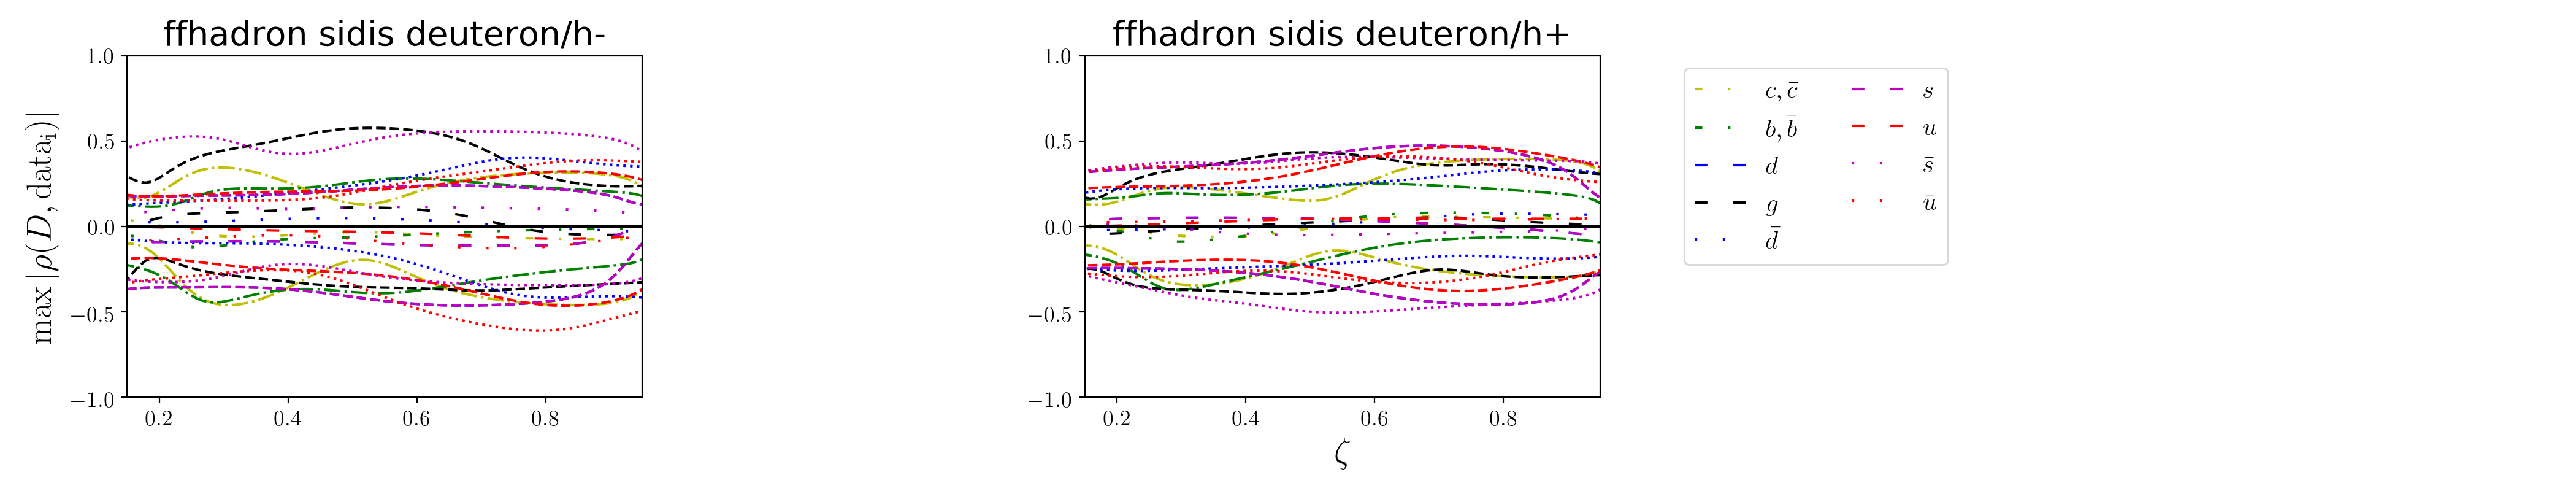 ffhadron sidis deuteron/h-
max |ρ(D, data_i)|
1.0
0.5
0.0
−0.5
−1.0
0.2 0.4 0.6 0.8
ffhadron sidis deuteron/h+
1.0
0.5
0.0
−0.5
−1.0
0.2 0.4 0.6 0.8
ζ
c, c̄
b, b̄
d
g
d̄
s
u
s̄
ū